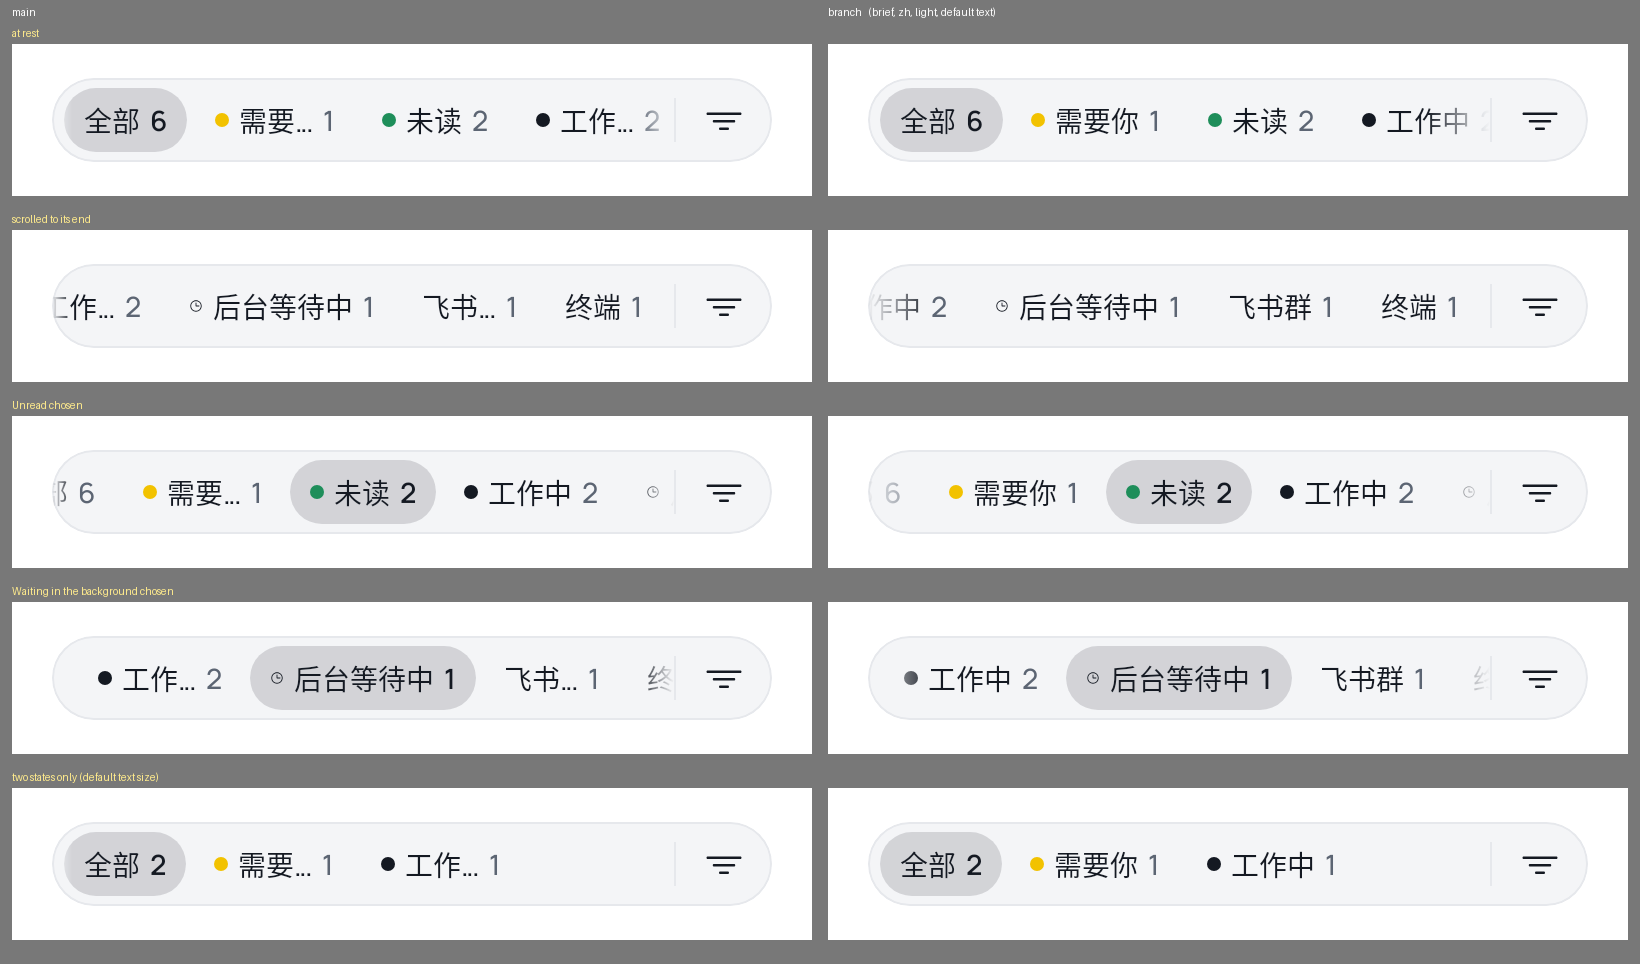 main
branch (brief, zh, light, default text)
at rest
全部 6 需要... 1 未读 2 工作... 2
全部 6 需要你 1 未读 2 工作中
scrolled to its end
工作... 2 后台等待中 1 飞书... 1 终端 1
作中 2 后台等待中 1 飞书群 1 终端 1
Unread chosen
部 6 需要... 1 未读 2 工作中 2
6 需要你 1 未读 2 工作中 2
Waiting in the background chosen
工作... 2 后台等待中 1 飞书... 1 终
工作中 2 后台等待中 1 飞书群 1
two states only (default text size)
全部 2 需要... 1 工作... 1
全部 2 需要你 1 工作中 1